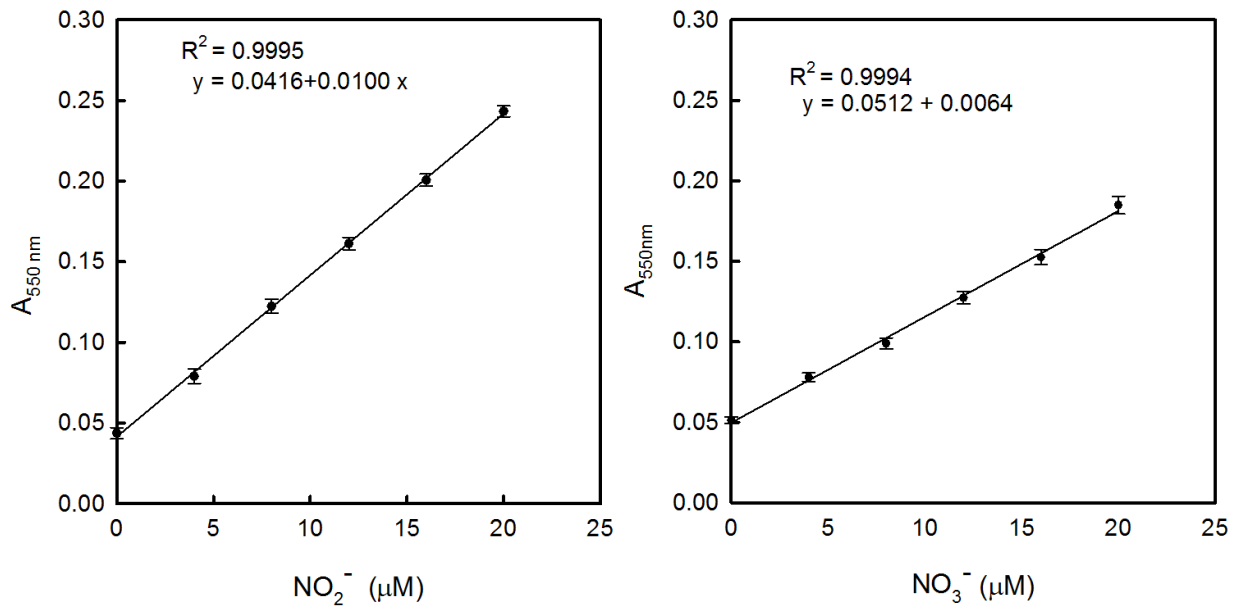 0.30
0.25
0.20
0.15
0.10
0.05
0.00
A550 nm
R2 = 0.9995
y = 0.0416+0.0100 x
0 5 10 15 20 25
NO2- (μM)
0.30
0.25
0.20
0.15
0.10
0.05
0.00
A550nm
R2 = 0.9994
y = 0.0512 + 0.0064
0 5 10 15 20 25
NO3- (μM)